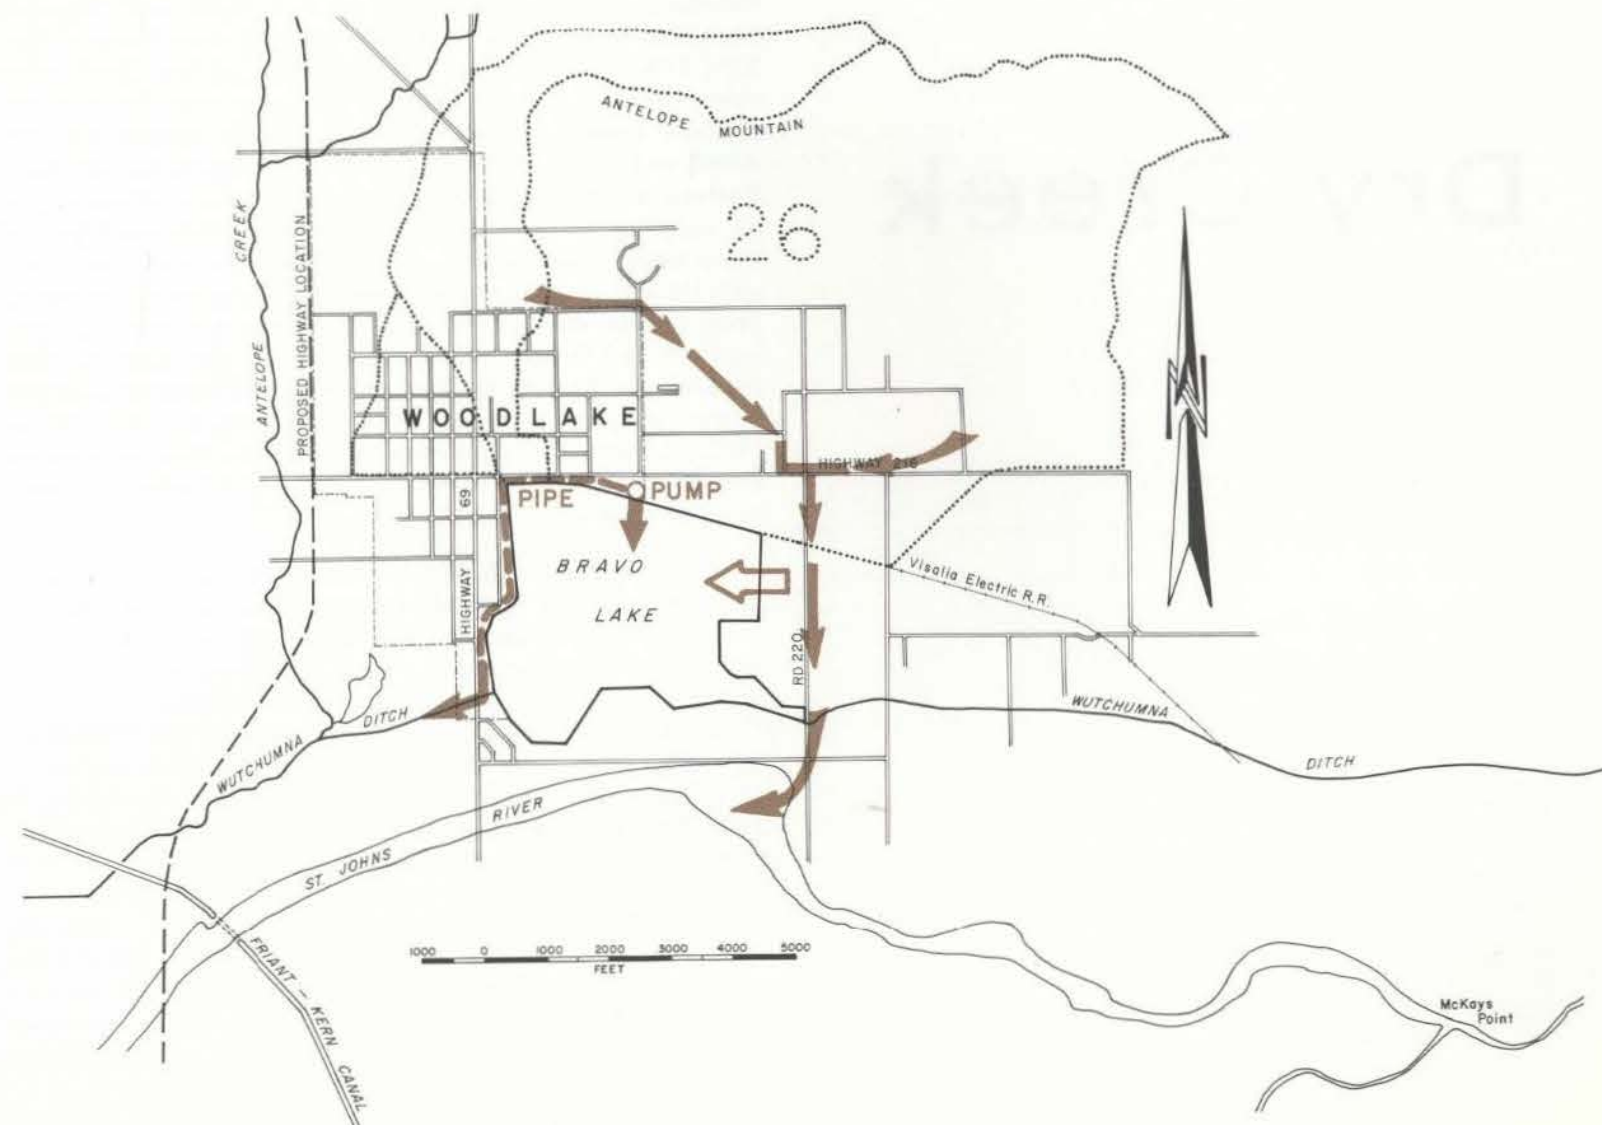 ANTELOPE MOUNTAIN
26
CREEK
ANTELOPE
PROPOSED HIGHWAY LOCATION
WOODLAKE
HIGHWAY 216
69
HIGHWAY
PIPE
PUMP
BRAVO
LAKE
Visalia Electric R.R.
RD 220
WUTCHUMNA
DITCH
DITCH
WUTCHUMNA
RIVER
ST. JOHNS
FRIANT - KERN CANAL
1000 0 1000 2000 3000 4000 5000
FEET
McKays
Point